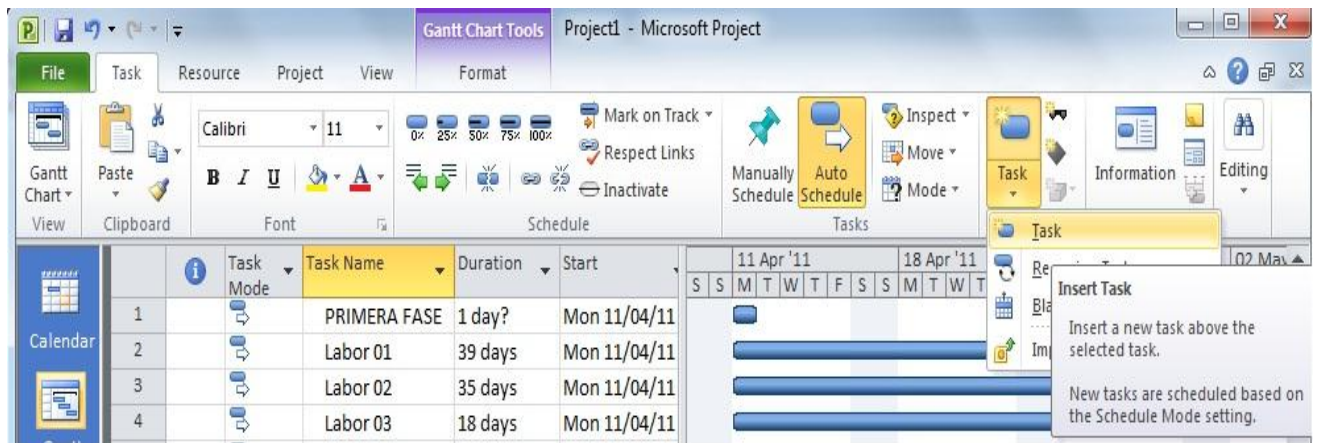 Gantt Chart Tools
Project1 - Microsoft Project
File Task Resource Project View Format
Calibri 11
0% 25% 50% 75% 100%
Mark on Track
Respect Links
Inactivate
Gantt Chart
Paste
B I U A
Manually Schedule
Auto Schedule
Inspect
Move
Mode
Task
Information
Editing
View Clipboard Font Schedule Tasks
Task
Insert Task
Insert a new task above the
selected task.
New tasks are scheduled based on
the Schedule Mode setting.
Calendar
Task Mode Task Name Duration Start
11 Apr '11 18 Apr '11 02 May
S S M T W T F S S M T W T
1 PRIMERA FASE 1 day? Mon 11/04/11
2 Labor 01 39 days Mon 11/04/11
3 Labor 02 35 days Mon 11/04/11
4 Labor 03 18 days Mon 11/04/11